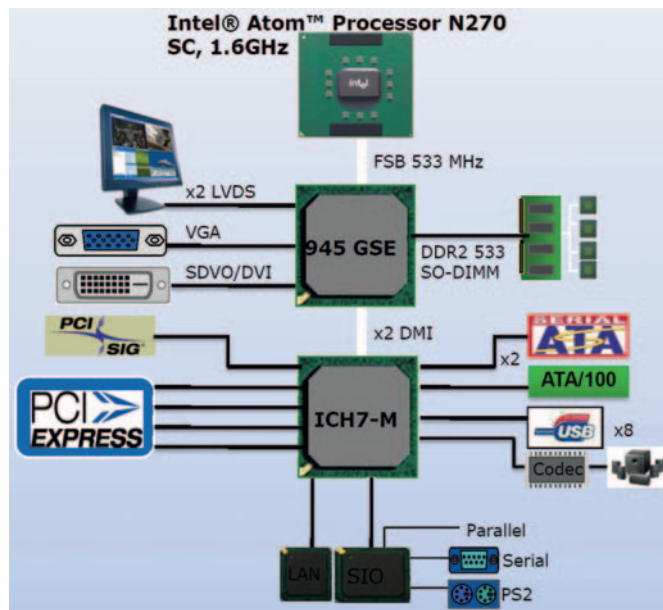 Intel® Atom™ Processor N270
SC, 1.6GHz
intel
FSB 533 MHz
x2 LVDS
VGA
945 GSE
DDR2 533
SO-DIMM
SDVO/DVI
x2 DMI
PCI
SIG®
SERIAL
ATA
x2
ATA/100
PCI
EXPRESS
ICH7-M
USB
x8
Codec
Parallel
LAN
SIO
Serial
PS2